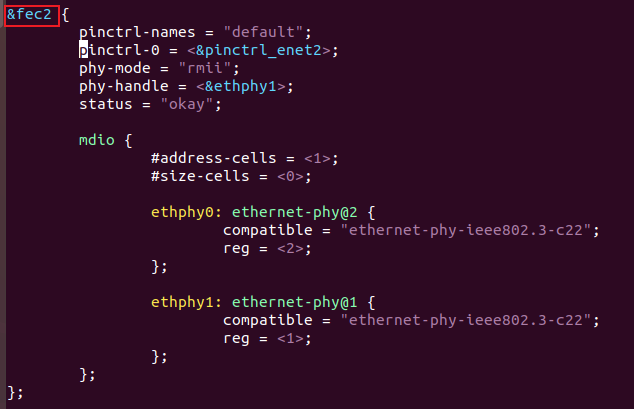 &fec2 {
pinctrl-names = "default";
pinctrl-0 = <&pinctrl_enet2>;
phy-mode = "rmii";
phy-handle = <&ethphy1>;
status = "okay";
mdio {
#address-cells = <1>;
#size-cells = <0>;
ethphy0: ethernet-phy@2 {
compatible = "ethernet-phy-ieee802.3-c22";
reg = <2>;
};
ethphy1: ethernet-phy@1 {
compatible = "ethernet-phy-ieee802.3-c22";
reg = <1>;
};
};
};